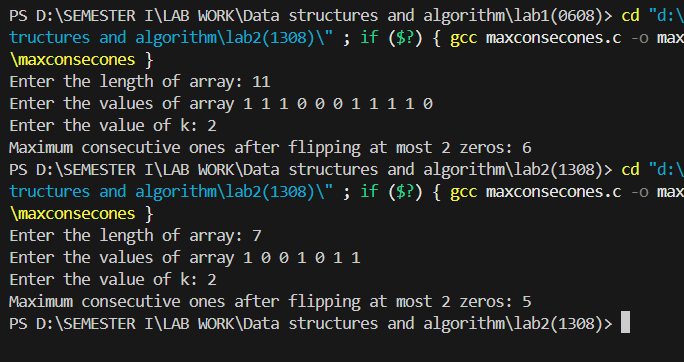 PS D:\SEMESTER I\LAB WORK\Data structures and algorithm\lab1(0608)> cd "d:\
tructures and algorithm\lab2(1308)\" ; if ($?) { gcc maxconsecones.c -o max
\maxconsecones }
Enter the length of array: 11
Enter the values of array 1 1 1 0 0 0 1 1 1 1 0
Enter the value of k: 2
Maximum consecutive ones after flipping at most 2 zeros: 6
PS D:\SEMESTER I\LAB WORK\Data structures and algorithm\lab2(1308)> cd "d:\
tructures and algorithm\lab2(1308)\" ; if ($?) { gcc maxconsecones.c -o max
\maxconsecones }
Enter the length of array: 7
Enter the values of array 1 0 0 1 0 1 1
Enter the value of k: 2
Maximum consecutive ones after flipping at most 2 zeros: 5
PS D:\SEMESTER I\LAB WORK\Data structures and algorithm\lab2(1308)>